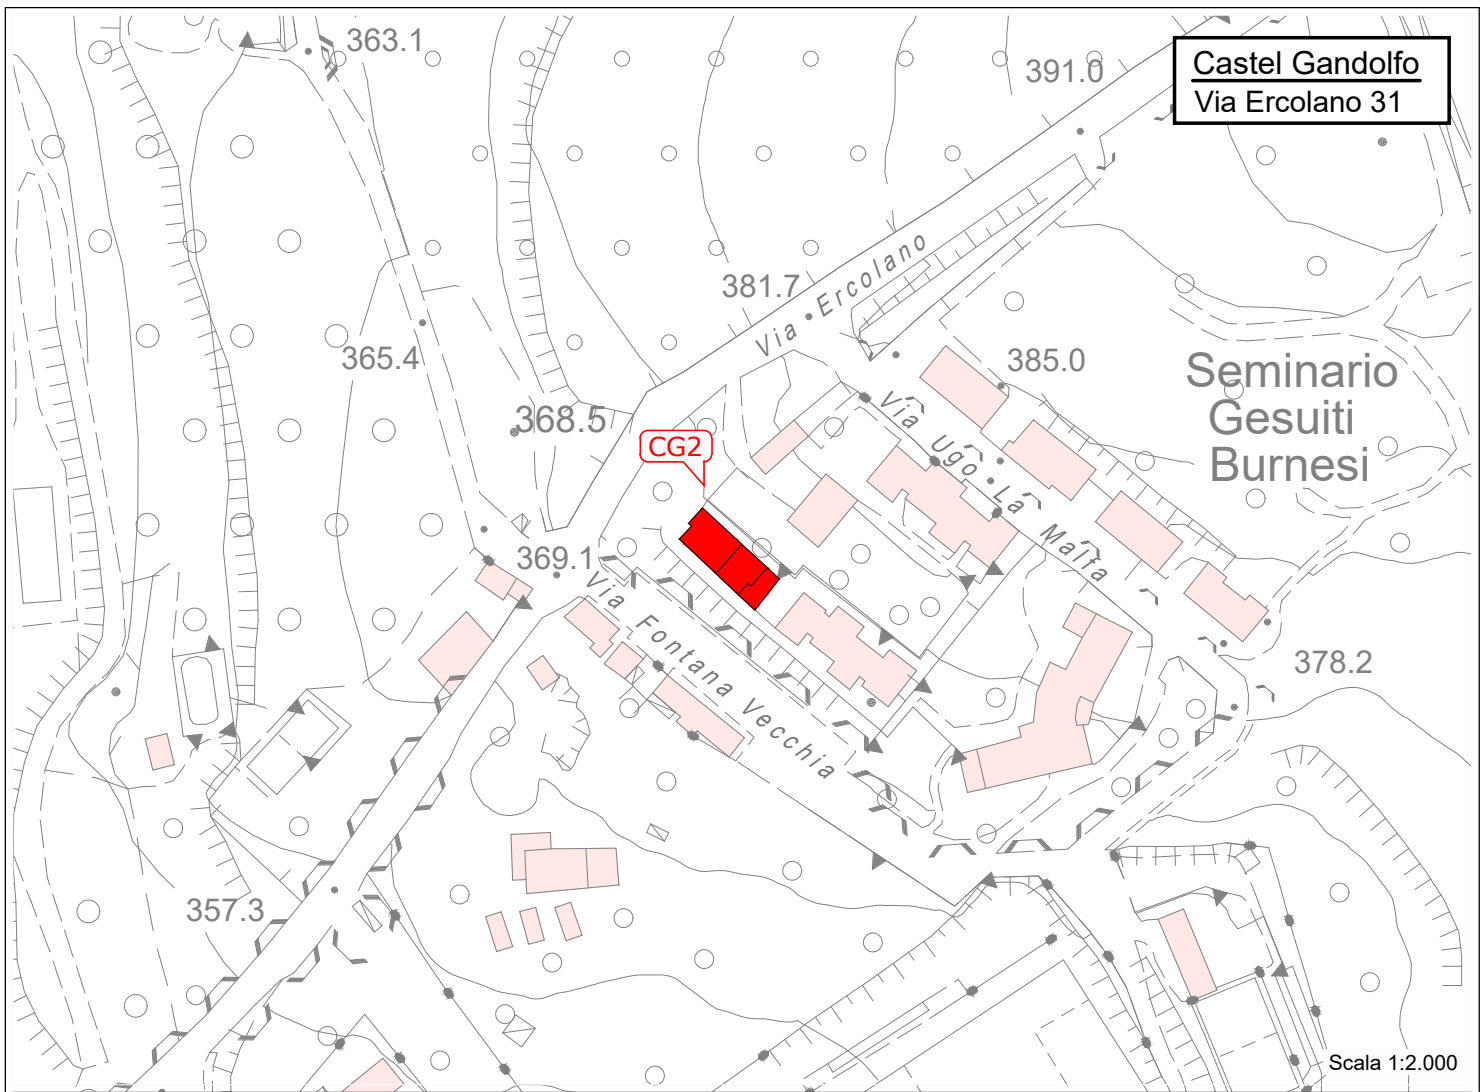 363.1
391.0
Castel Gandolfo
Via Ercolano 31
381.7
Via Ercolano
365.4
385.0
Seminario
Gesuiti
Burnesi
368.5
CG2
Via Ugo La Malfa
369.1
Via Fontana Vecchia
378.2
357.3
Scala 1:2.000